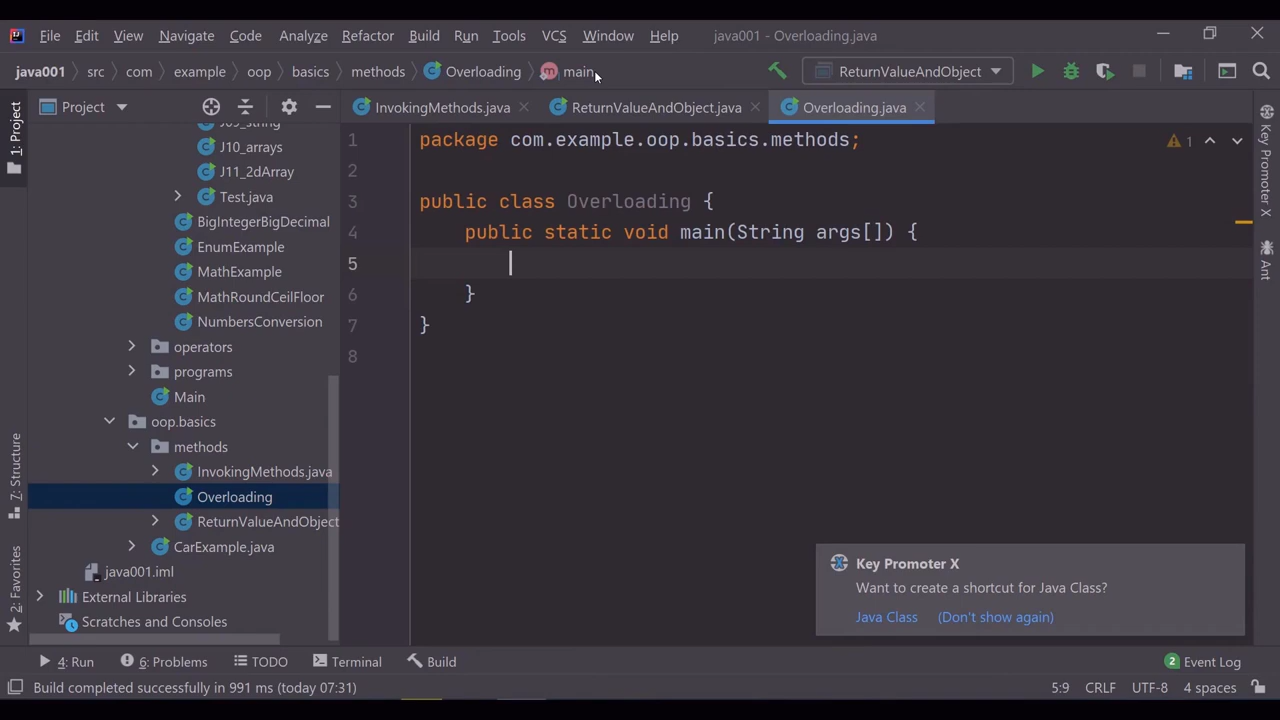 File Edit View Navigate Code Analyze Refactor Build Run Tools VCS Window Help java001 - Overloading.java
java001 src com example oop basics methods Overloading main ReturnValueAndObject
Project InvokingMethods.java ReturnValueAndObject.java Overloading.java
1: Project
7: Structure
2: Favorites
J09_string
J10_arrays
J11_2dArray
Test.java
BigIntegerBigDecimal
EnumExample
MathExample
MathRoundCeilFloor
NumbersConversion
operators
programs
Main
oop.basics
methods
InvokingMethods.java
Overloading
ReturnValueAndObject
CarExample.java
java001.iml
External Libraries
Scratches and Consoles
1 package com.example.oop.basics.methods; 1
2
3 public class Overloading {
4 public static void main(String args[]) {
5
6 }
7 }
8
Key Promoter X
Ant
Key Promoter X
Want to create a shortcut for Java Class?
Java Class (Don't show again)
4: Run 6: Problems TODO Terminal Build 2 Event Log
Build completed successfully in 991 ms (today 07:31) 5:9 CRLF UTF-8 4 spaces